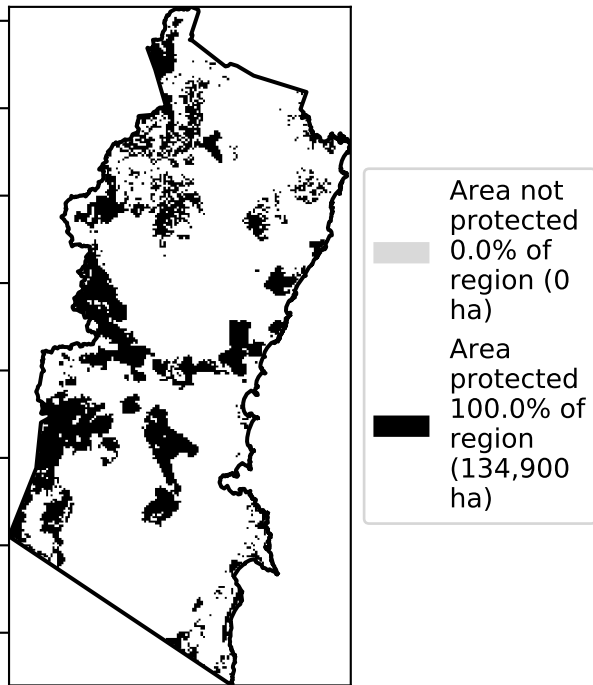 Area not
protected
0.0% of
region (0
ha)
Area
protected
100.0% of
region
(134,900
ha)